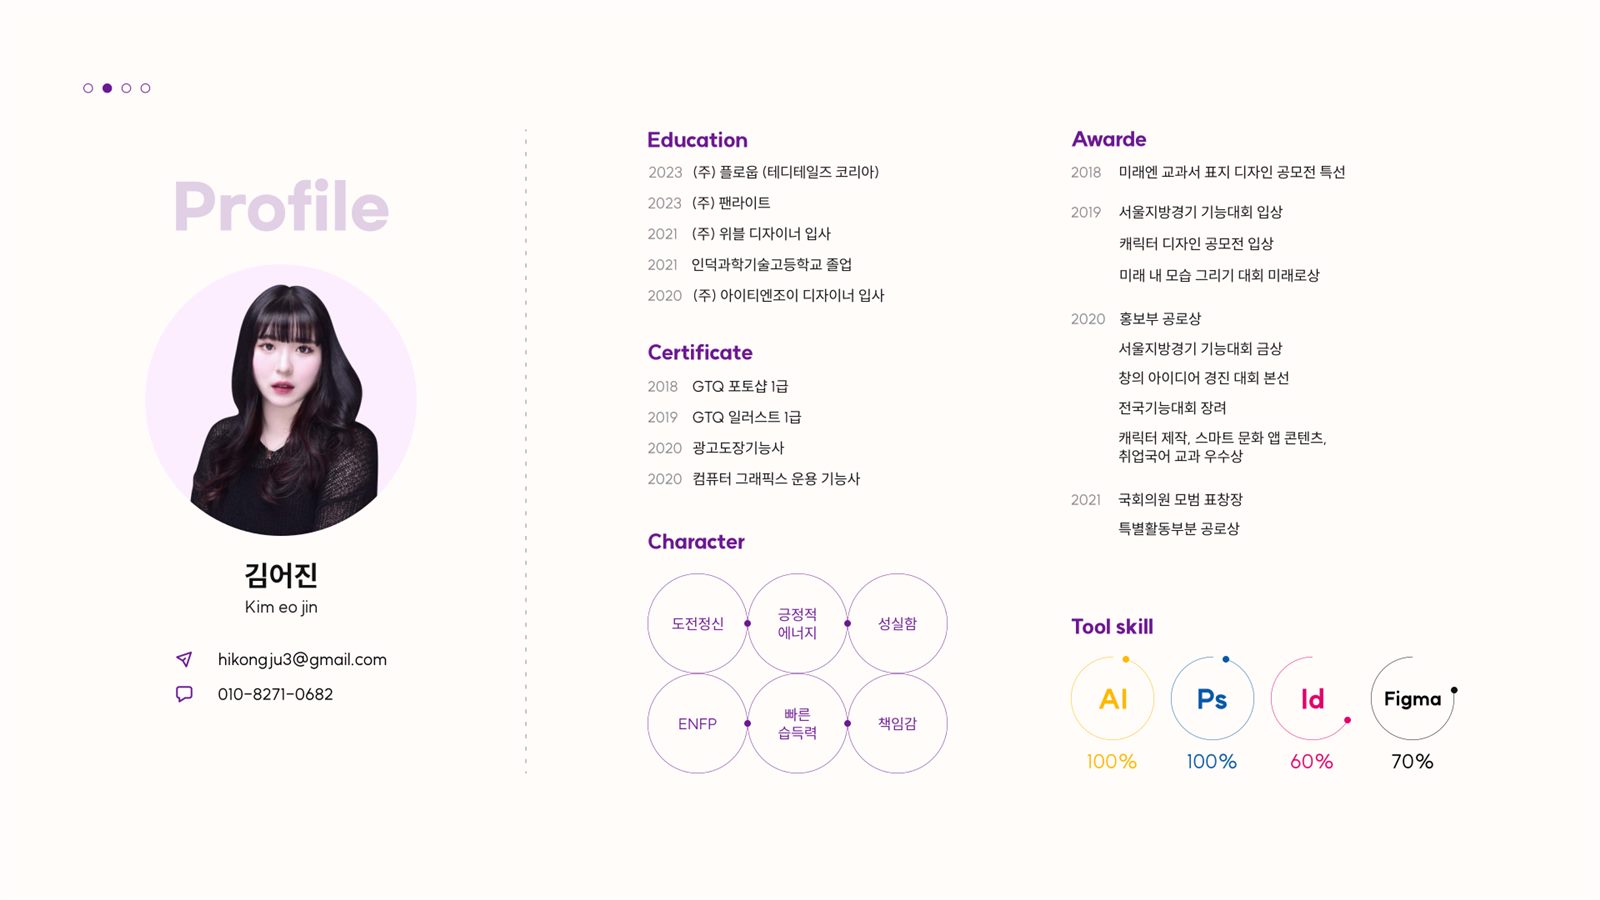 Profile
김어진
Kim eo jin
hikongju3@gmail.com
010-8271-0682
Education
2023 (주) 플로웁 (테디테일즈 코리아)
2023 (주) 팬라이트
2021 (주) 위블 디자이너 입사
2021 인덕과학기술고등학교 졸업
2020 (주) 아이티엔조이 디자이너 입사
Certificate
2018 GTQ 포토샵 1급
2019 GTQ 일러스트 1급
2020 광고도장기능사
2020 컴퓨터 그래픽스 운용 기능사
Character
도전정신
긍정적
에너지
성실함
ENFP
빠른
습득력
책임감
Awarde
2018 미래엔 교과서 표지 디자인 공모전 특선
2019 서울지방경기 기능대회 입상
캐릭터 디자인 공모전 입상
미래 내 모습 그리기 대회 미래로상
2020 홍보부 공로상
서울지방경기 기능대회 금상
창의 아이디어 경진 대회 본선
전국기능대회 장려
캐릭터 제작, 스마트 문화 앱 콘텐츠,
취업국어 교과 우수상
2021 국회의원 모범 표창장
특별활동부분 공로상
Tool skill
AI
Ps
Id
Figma
100%
100%
60%
70%